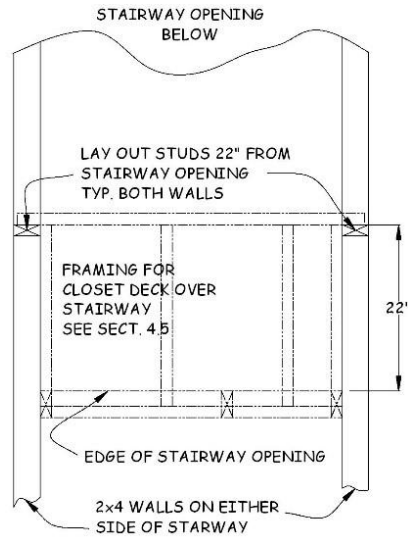 STAIRWAY OPENING
BELOW
LAY OUT STUDS 22" FROM
STAIRWAY OPENING
TYP. BOTH WALLS
FRAMING FOR
CLOSET DECK OVER
STAIRWAY
SEE SECT. 4.5
22"
EDGE OF STAIRWAY OPENING
2x4 WALLS ON EITHER
SIDE OF STARWAY